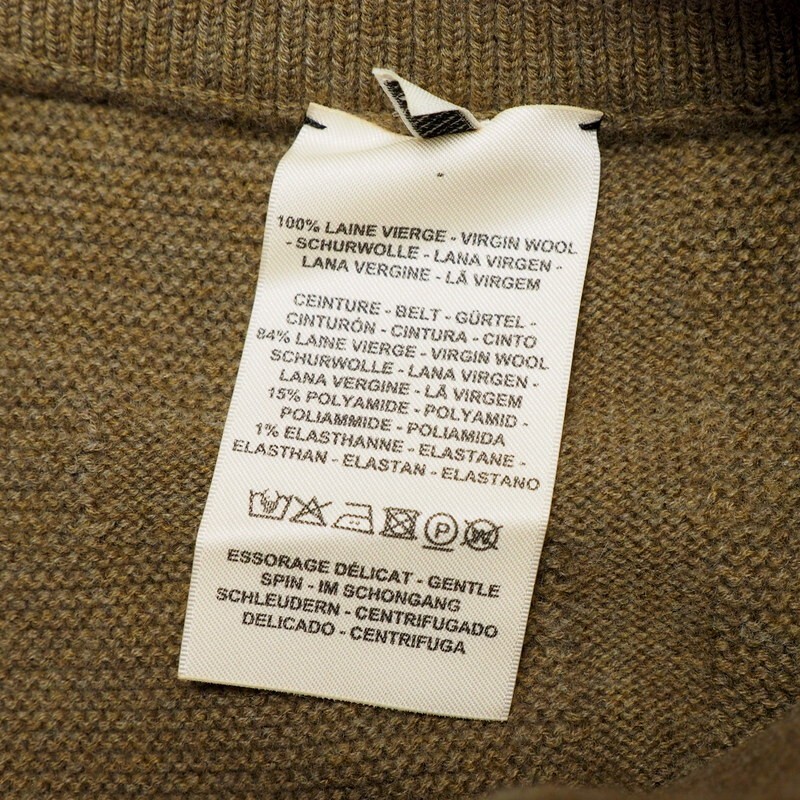 100% LAINE VIERGE - VIRGIN WOOL
- SCHURWOLLE - LANA VIRGEN -
LANA VERGINE - LÃ VIRGEM
CEINTURE - BELT - GÜRTEL -
CINTURÓN - CINTURA - CINTO
84% LAINE VIERGE - VIRGIN WOOL
SCHURWOLLE - LANA VIRGEN -
LANA VERGINE - LÃ VIRGEM
15% POLYAMIDE - POLYAMID -
POLIAMMIDE - POLIAMIDA
1% ELASTHANNE - ELASTANE -
ELASTHAN - ELASTAN - ELASTANO
P W
ESSORAGE DÉLICAT - GENTLE
SPIN - IM SCHONGANG
SCHLEUDERN - CENTRIFUGADO
DELICADO - CENTRIFUGA